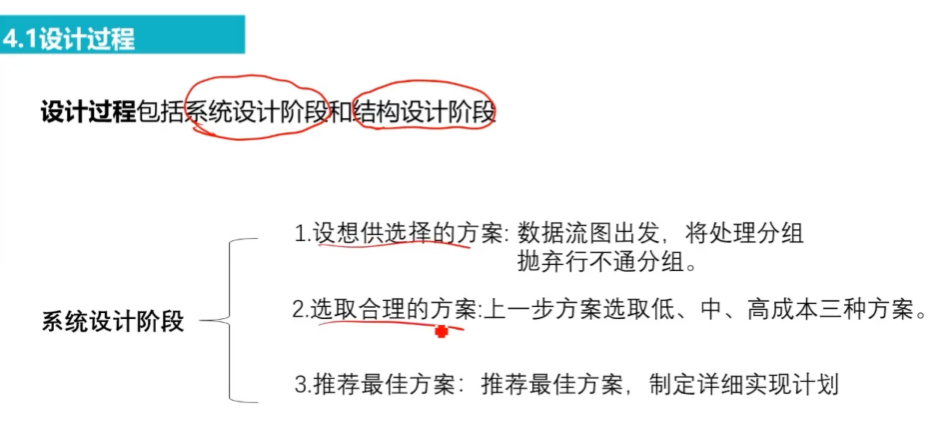 4.1设计过程
设计过程包括系统设计阶段和结构设计阶段
1.设想供选择的方案: 数据流图出发，将处理分组
抛弃行不通分组。
系统设计阶段
2.选取合理的方案:上一步方案选取低、中、高成本三种方案。
3.推荐最佳方案：推荐最佳方案，制定详细实现计划